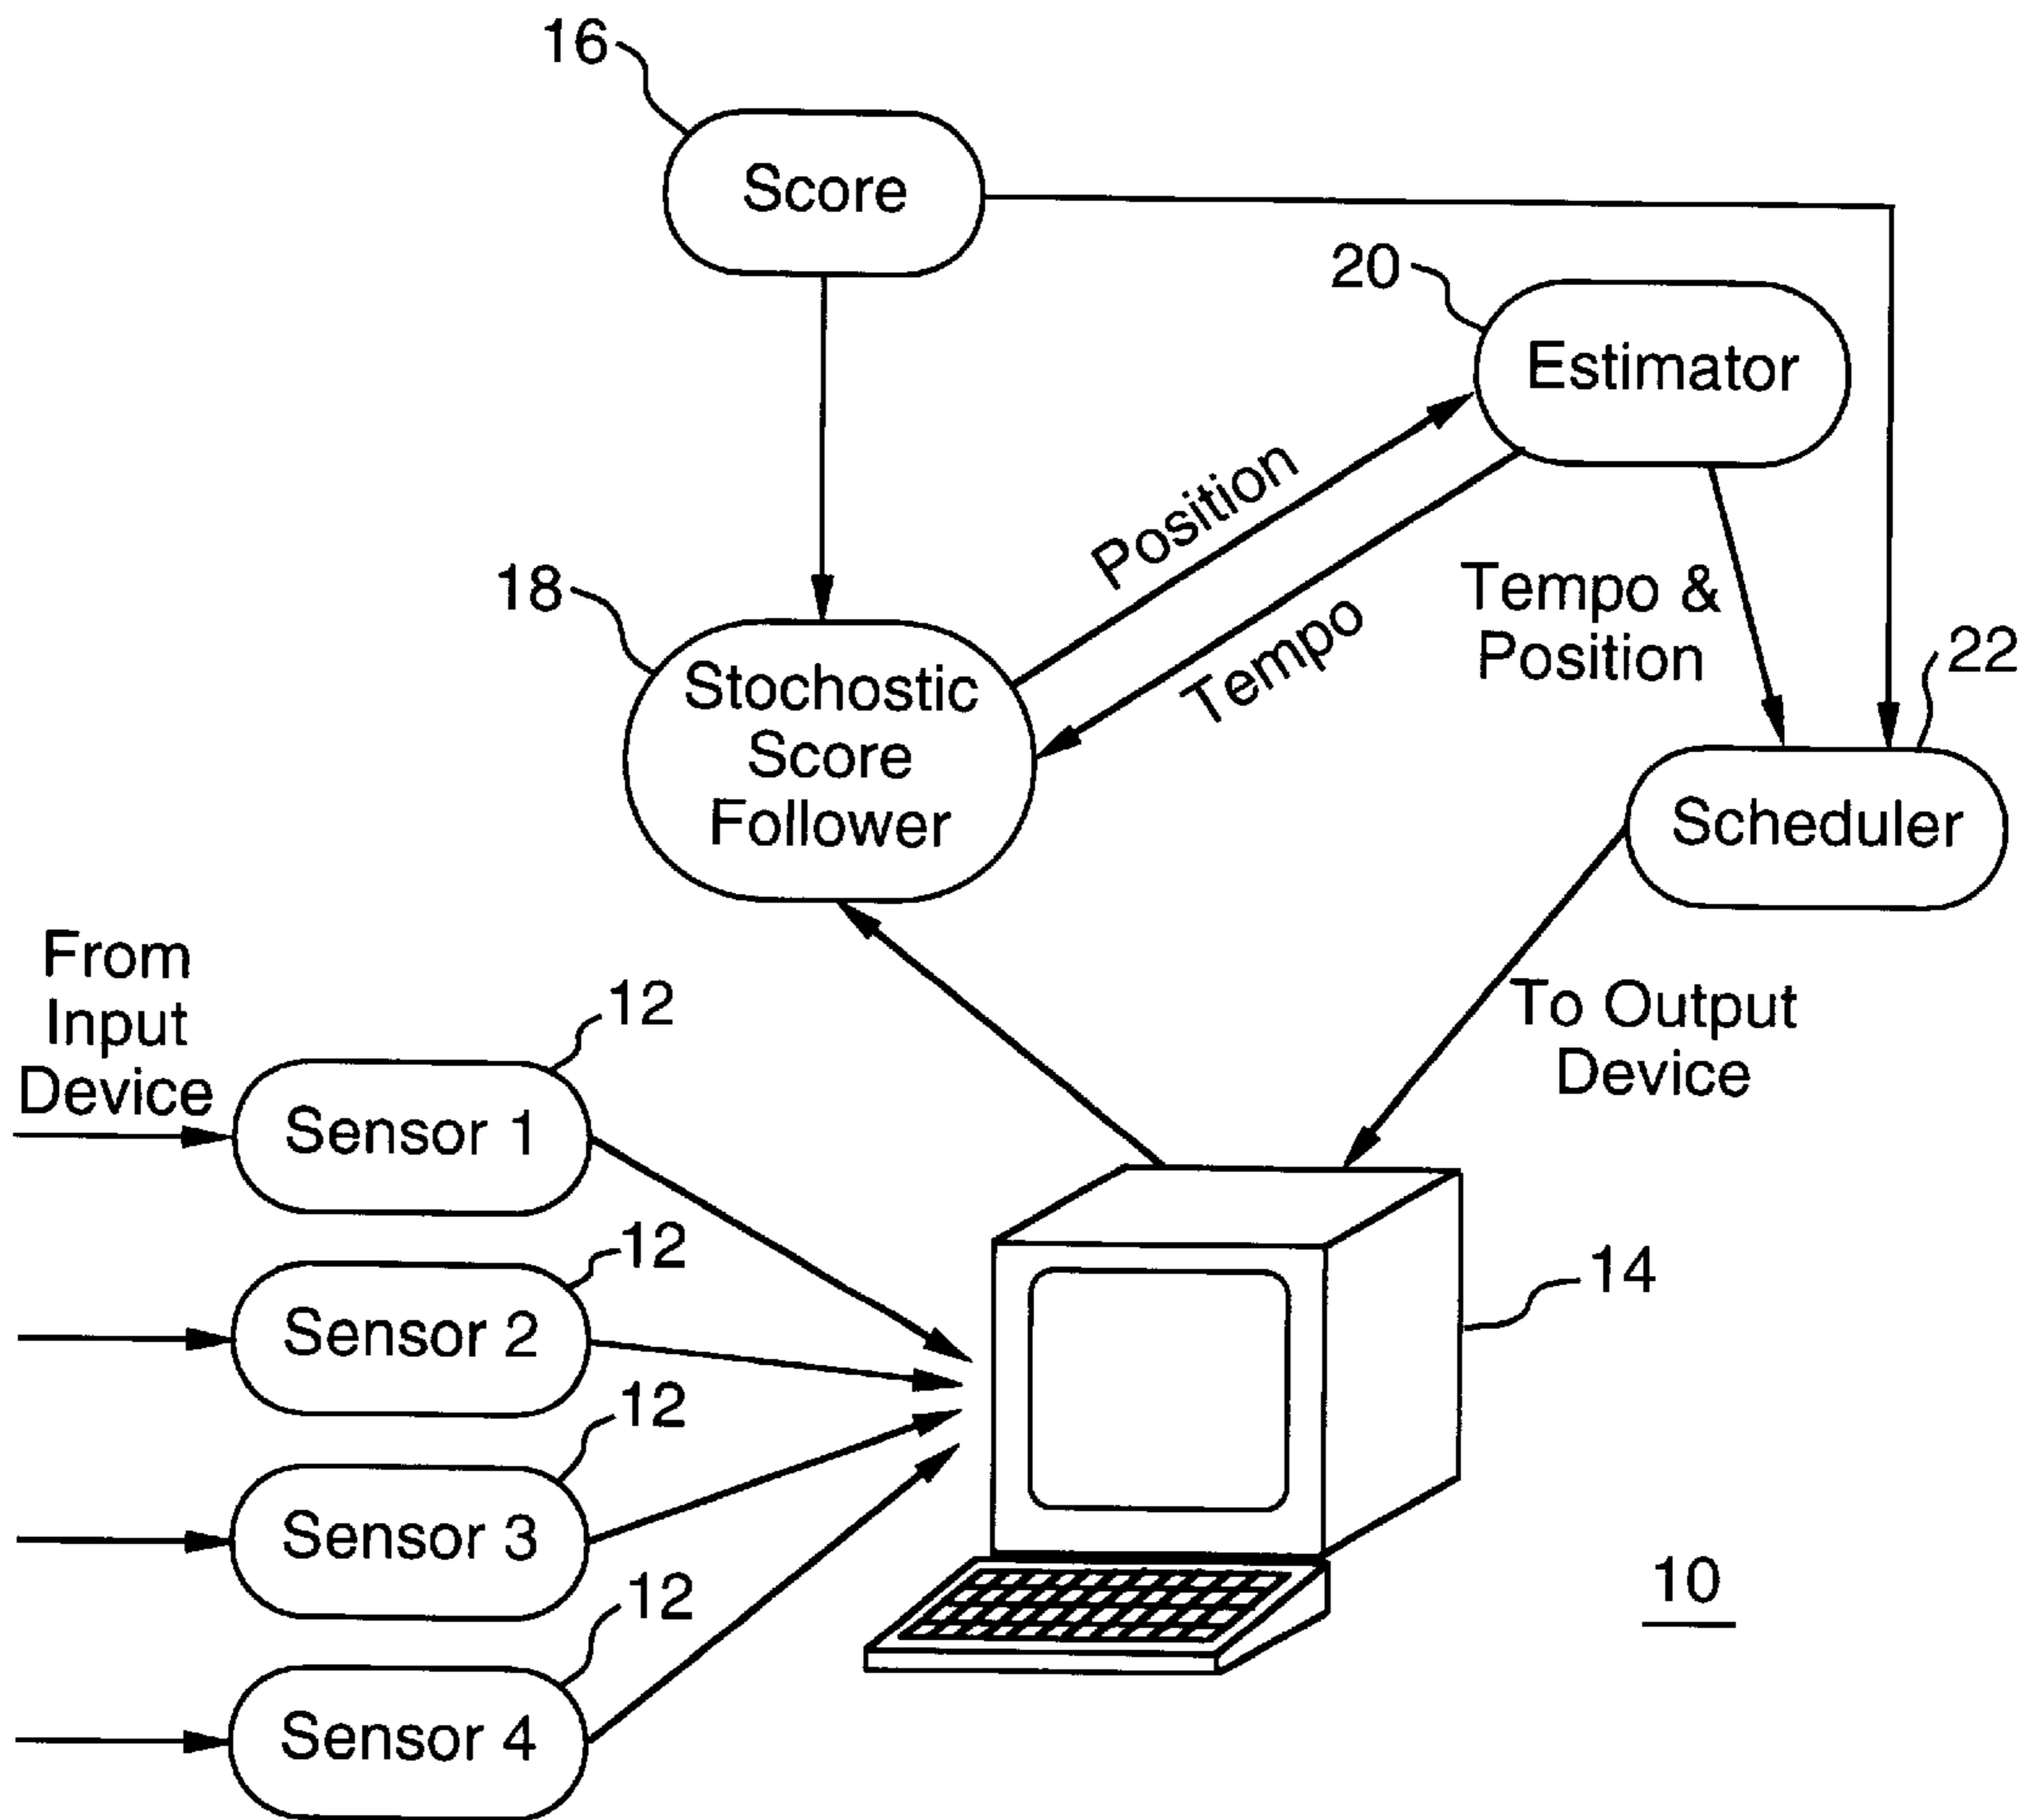 16
Score
20
Estimator
Position
Tempo
Tempo &
Position
18
22
Stochostic
Score
Follower
Scheduler
From
Input
Device
12
Sensor 1
To Output
Device
12
Sensor 2
14
12
Sensor 3
10
12
Sensor 4